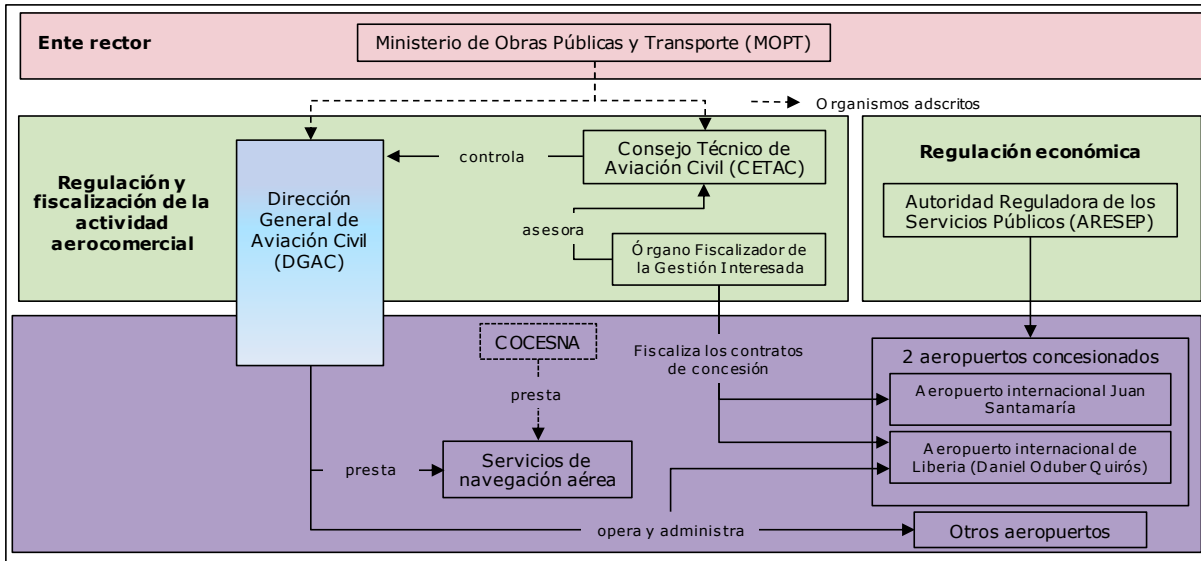 Ente rector
Ministerio de Obras Públicas y Transporte (MOPT)
Organismos adscritos
Regulación y
fiscalización de la
actividad
aerocomercial
Dirección
General de
Aviación Civil
(DGAC)
controla
Consejo Técnico de
Aviación Civil (CETAC)
asesora
Órgano Fiscalizador de
la Gestión Interesada
Regulación económica
Autoridad Reguladora de los
Servicios Públicos (ARESEP)
COCESNA
presta
Fiscaliza los contratos
de concesión
2 aeropuertos concesionados
Aeropuerto internacional Juan
Santamaría
Aeropuerto internacional de
Liberia (Daniel Oduber Quirós)
presta
Servicios de
navegación aérea
opera y administra
Otros aeropuertos